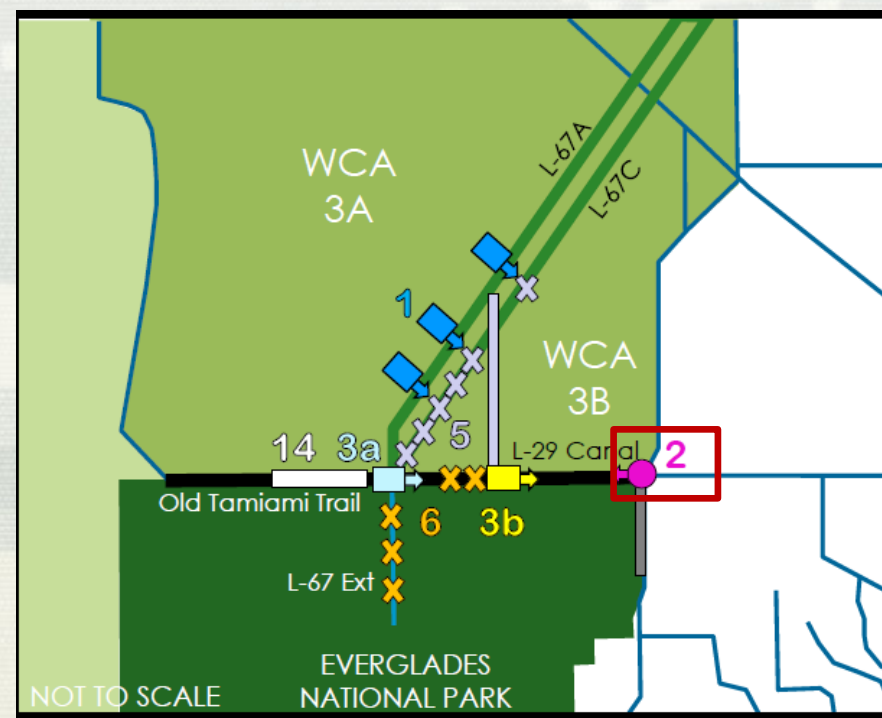 L-67A
L-67C
WCA
3A
1
WCA
3B
5
14
3a
L-29 Canal
2
Old Tamiami Trail
6
3b
L-67 Ext
EVERGLADES
NATIONAL PARK
NOT TO SCALE